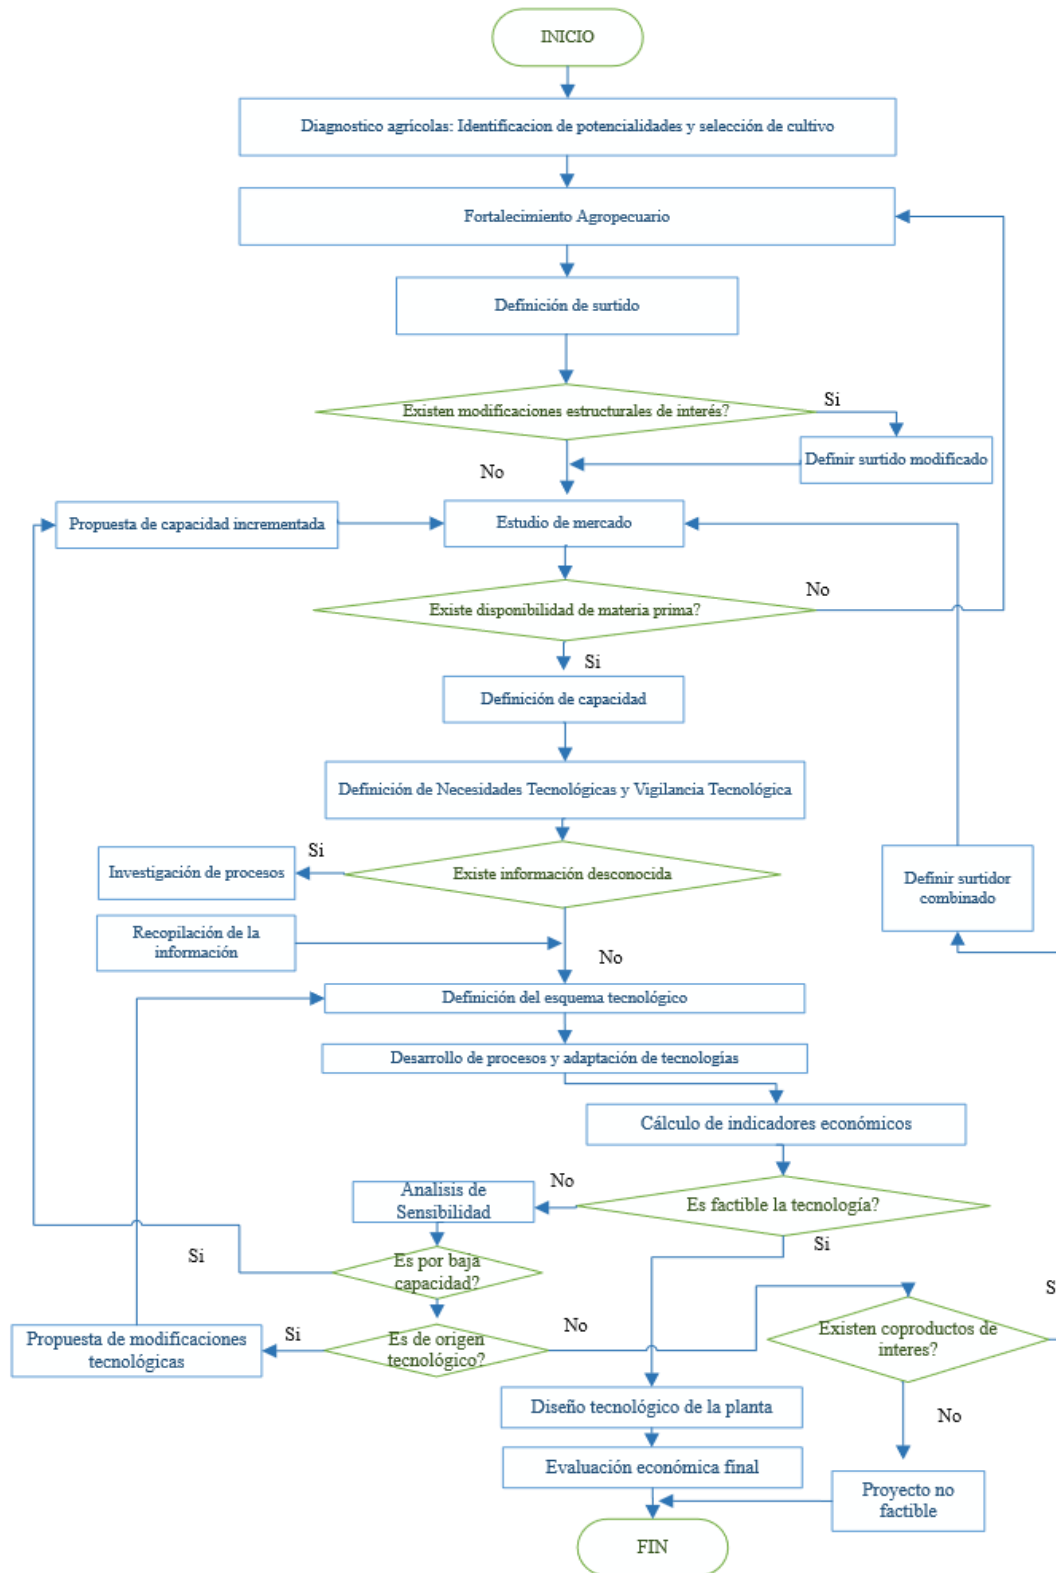 INICIO
Diagnostico agrícolas: Identificacion de potencialidades y selección de cultivo
Fortalecimiento Agropecuario
Definición de surtido
Existen modificaciones estructurales de interés?
Si
Definir surtido modificado
No
Propuesta de capacidad incrementada
Estudio de mercado
Existe disponibilidad de materia prima?
No
Si
Definición de capacidad
Definición de Necesidades Tecnológicas y Vigilancia Tecnológica
Si
Investigación de procesos
Existe información desconocida
Definir surtidor
combinado
Recopilación de la
información
No
Definición del esquema tecnológico
Desarrollo de procesos y adaptación de tecnologías
Cálculo de indicadores económicos
No
Analisis de
Sensibilidad
Es factible la tecnología?
Si
Si
Es por baja
capacidad?
S
Propuesta de modificaciones
tecnológicas
Si
Es de origen
tecnológico?
No
Existen coproductos de
interes?
Diseño tecnológico de la planta
No
Evaluación económica final
Proyecto no
factible
FIN